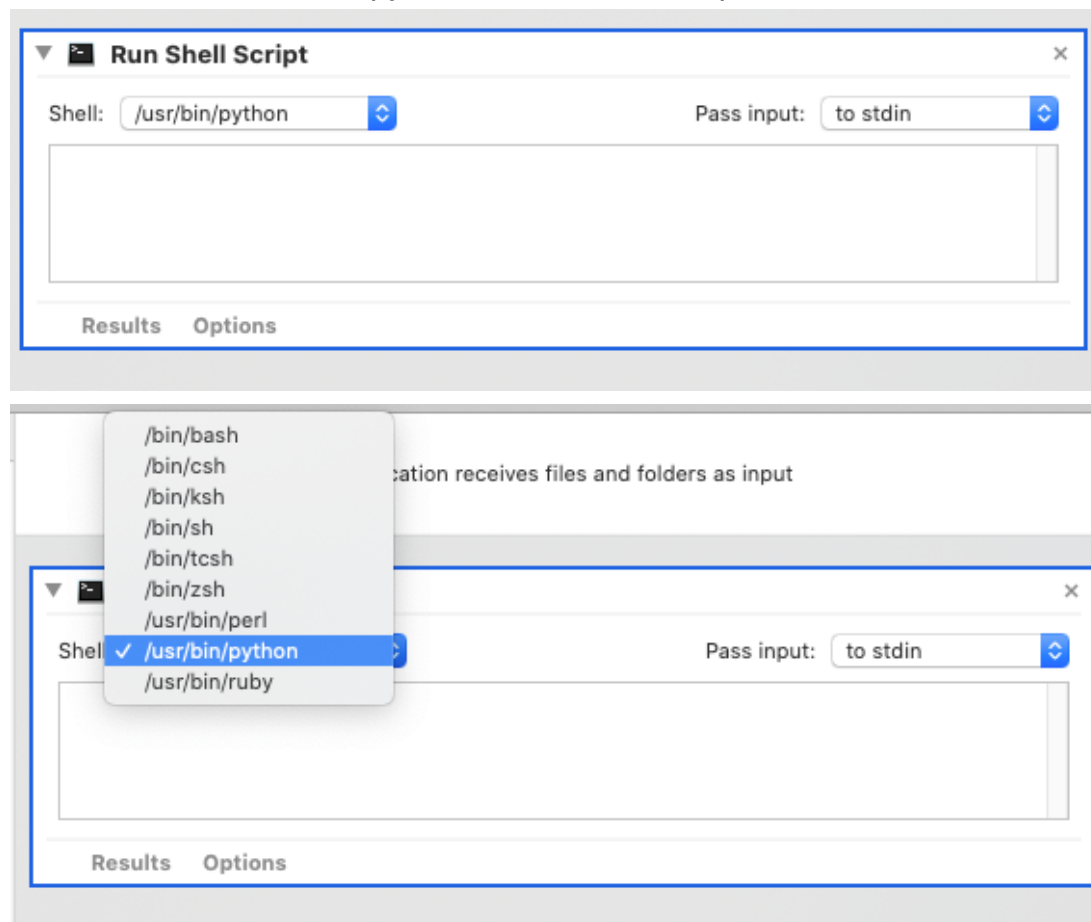 Run Shell Script
Shell: /usr/bin/python Pass input: to stdin
Results Options
/bin/bash
/bin/csh
cation receives files and folders as input
/bin/ksh
/bin/sh
/bin/tcsh
/bin/zsh
/usr/bin/perl
Shel ✓ /usr/bin/python Pass input: to stdin
/usr/bin/ruby
Results Options